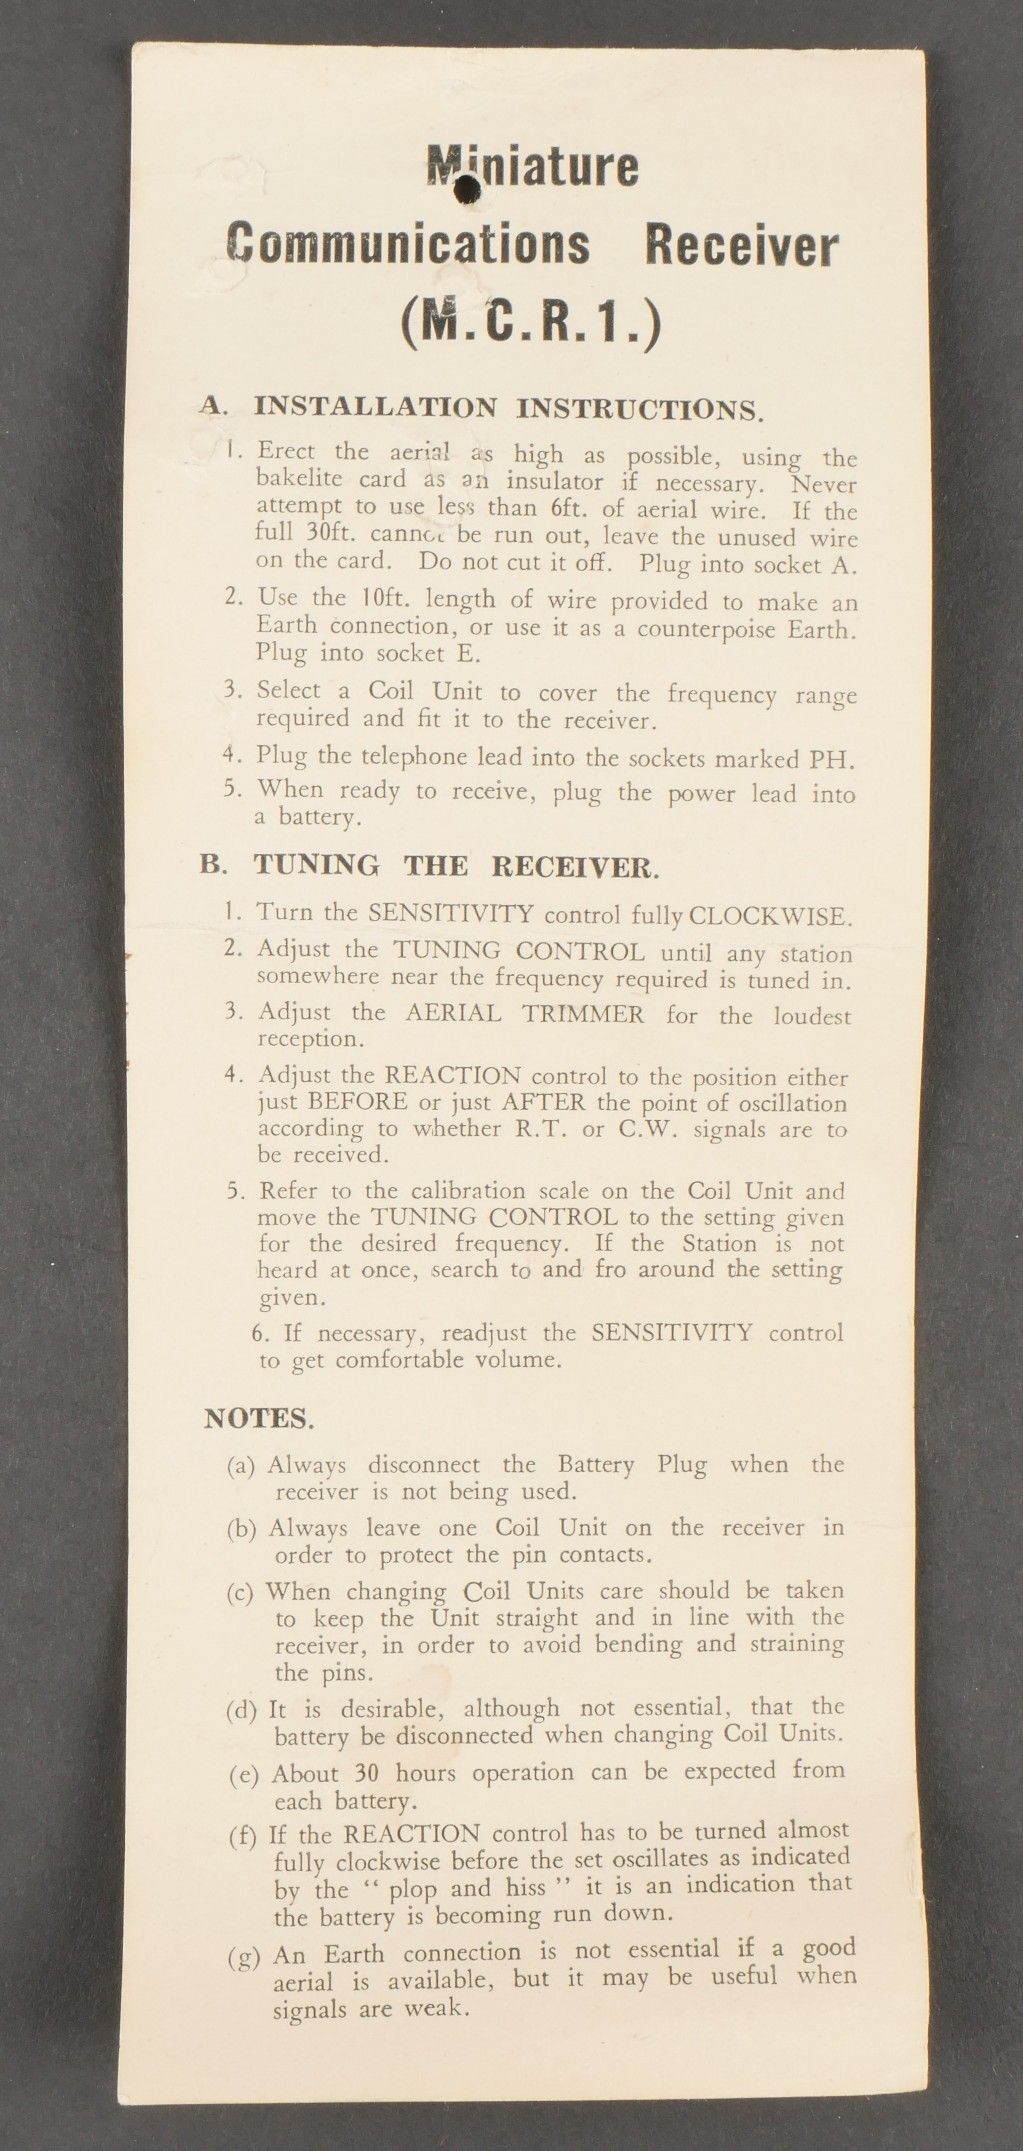 Miniature
Communications Receiver
(M.C.R.1.)
A. INSTALLATION INSTRUCTIONS.
1. Erect the aerial as high as possible, using the
bakelite card as an insulator if necessary. Never
attempt to use less than 6ft. of aerial wire. If the
full 30ft. cannot be run out, leave the unused wire
on the card. Do not cut it off. Plug into socket A.
2. Use the 10ft. length of wire provided to make an
Earth connection, or use it as a counterpoise Earth.
Plug into socket E.
3. Select a Coil Unit to cover the frequency range
required and fit it to the receiver.
4. Plug the telephone lead into the sockets marked PH.
5. When ready to receive, plug the power lead into
a battery.
B. TUNING THE RECEIVER.
1. Turn the SENSITIVITY control fully CLOCKWISE.
2. Adjust the TUNING CONTROL until any station
somewhere near the frequency required is tuned in.
3. Adjust the AERIAL TRIMMER for the loudest
reception.
4. Adjust the REACTION control to the position either
just BEFORE or just AFTER the point of oscillation
according to whether R.T. or C.W. signals are to
be received.
5. Refer to the calibration scale on the Coil Unit and
move the TUNING CONTROL to the setting given
for the desired frequency. If the Station is not
heard at once, search to and fro around the setting
given.
6. If necessary, readjust the SENSITIVITY control
to get comfortable volume.
NOTES.
(a) Always disconnect the Battery Plug when the
receiver is not being used.
(b) Always leave one Coil Unit on the receiver in
order to protect the pin contacts.
(c) When changing Coil Units care should be taken
to keep the Unit straight and in line with the
receiver, in order to avoid bending and straining
the pins.
(d) It is desirable, although not essential, that the
battery be disconnected when changing Coil Units.
(e) About 30 hours operation can be expected from
each battery.
(f) If the REACTION control has to be turned almost
fully clockwise before the set oscillates as indicated
by the " plop and hiss " it is an indication that
the battery is becoming run down.
(g) An Earth connection is not essential if a good
aerial is available, but it may be useful when
signals are weak.